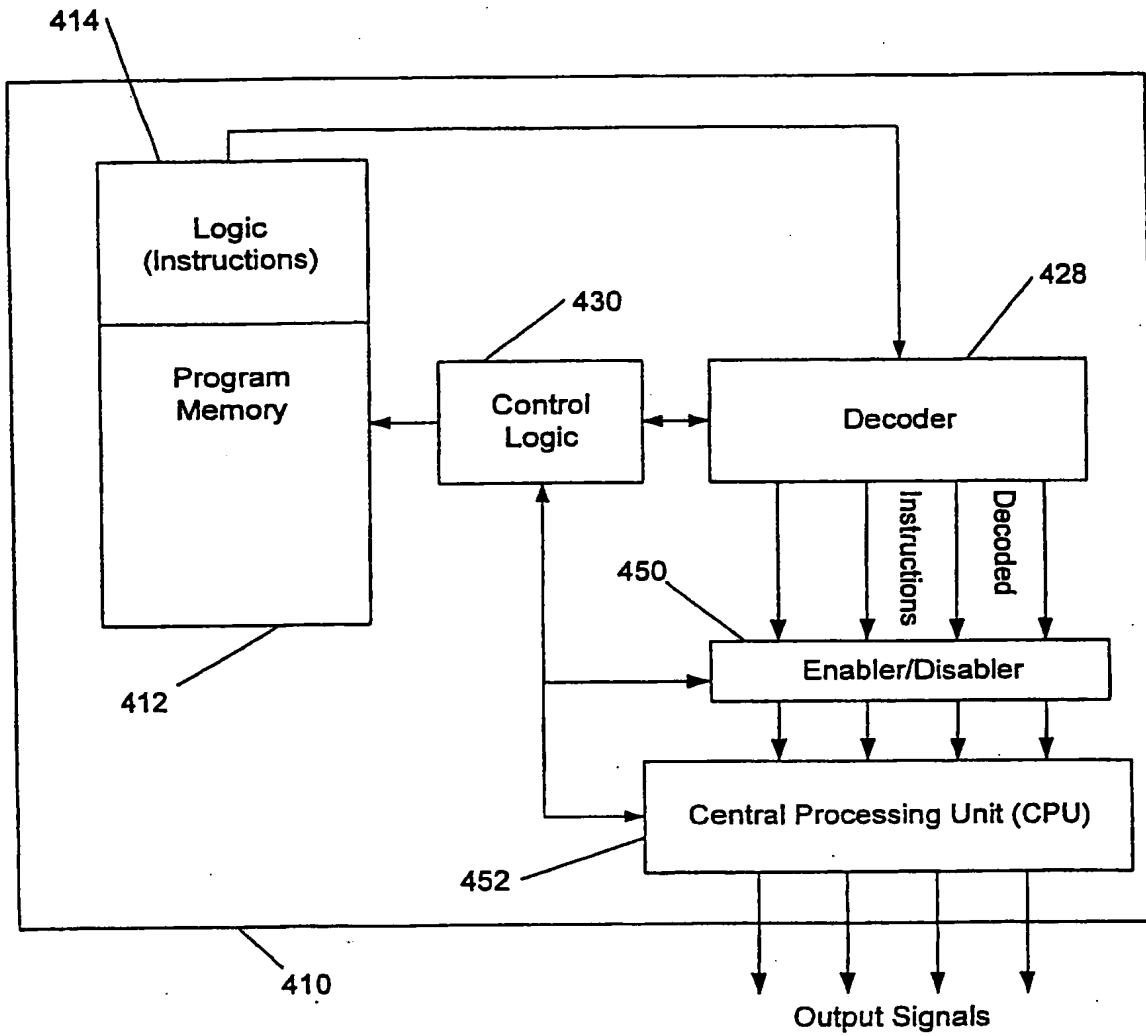 414
Logic
(Instructions)
430
428
Program
Memory
Control
Logic
Decoder
Instructions
Decoded
450
Enabler/Disabler
412
Central Processing Unit (CPU)
452
410
Output Signals